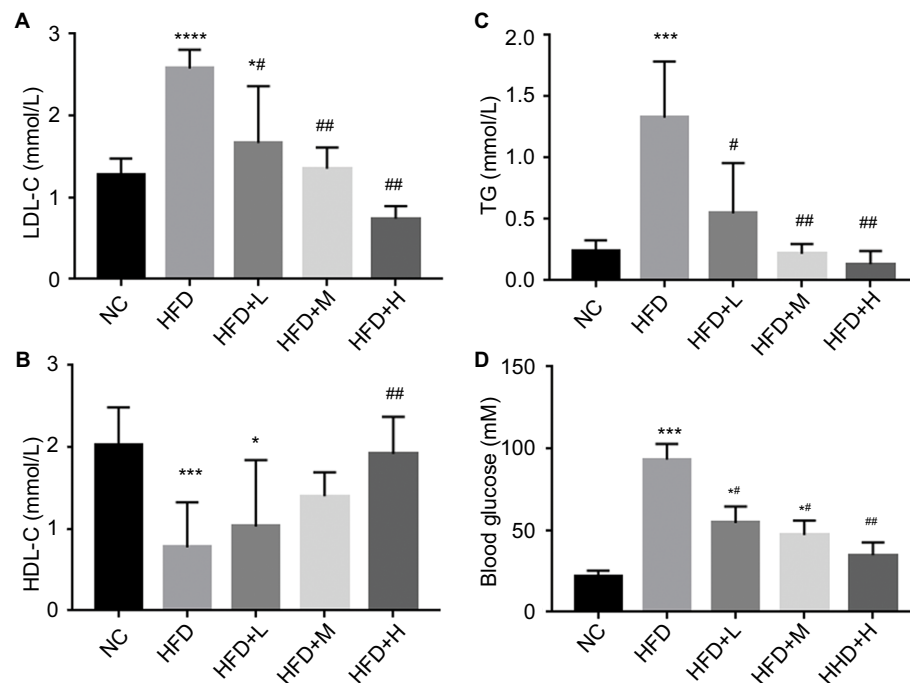 A
LDL-C (mmol/L)
3
2
1
0
****
*#
##
##
NC
HFD
HFD+L
HFD+M
HFD+H
C
TG (mmol/L)
2.0
1.5
1.0
0.5
0.0
***
#
##
##
NC
HFD
HFD+L
HFD+M
HFD+H
B
HDL-C (mmol/L)
3
2
1
0
***
*
##
NC
HFD
HFD+L
HFD+M
HFD+H
D
Blood glucose (mM)
150
100
50
0
***
*#
*#
##
NC
HFD
HFD+L
HFD+M
HHD+H